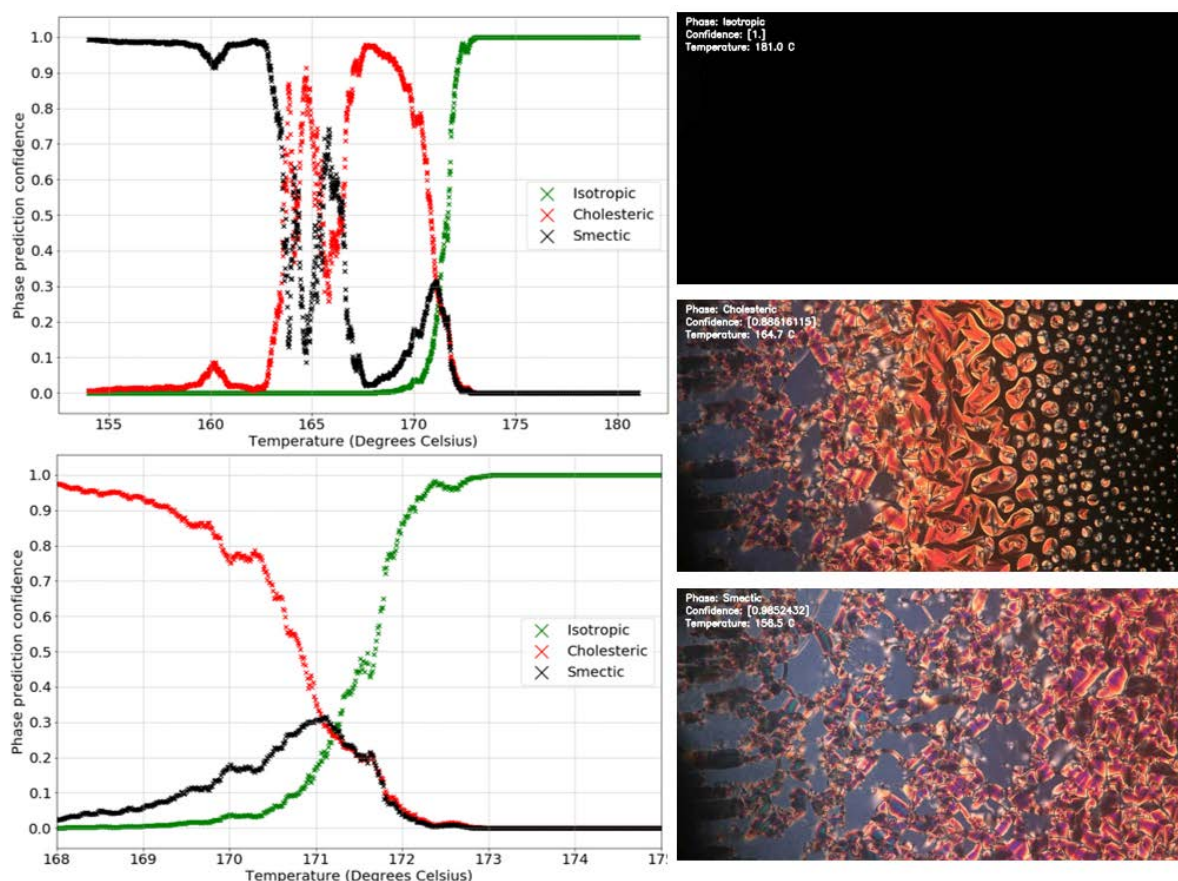 Phase prediction confidence
1.0
0.9
0.8
0.7
0.6
0.5
0.4
0.3
0.2
0.1
0.0
Isotropic
Cholesteric
Smectic
155
160
165
170
175
180
Temperature (Degrees Celsius)
Phase: Isotropic
Confidence: [1.]
Temperature: 181.0 C
Phase: Cholesteric
Confidence: [0.88616115]
Temperature: 164.7 C
Phase prediction confidence
1.0
0.9
0.8
0.7
0.6
0.5
0.4
0.3
0.2
0.1
0.0
Isotropic
Cholesteric
Smectic
168
169
170
171
172
173
174
175
Temperature (Degrees Celsius)
Phase: Smectic
Confidence: [0.9852432]
Temperature: 156.5 C